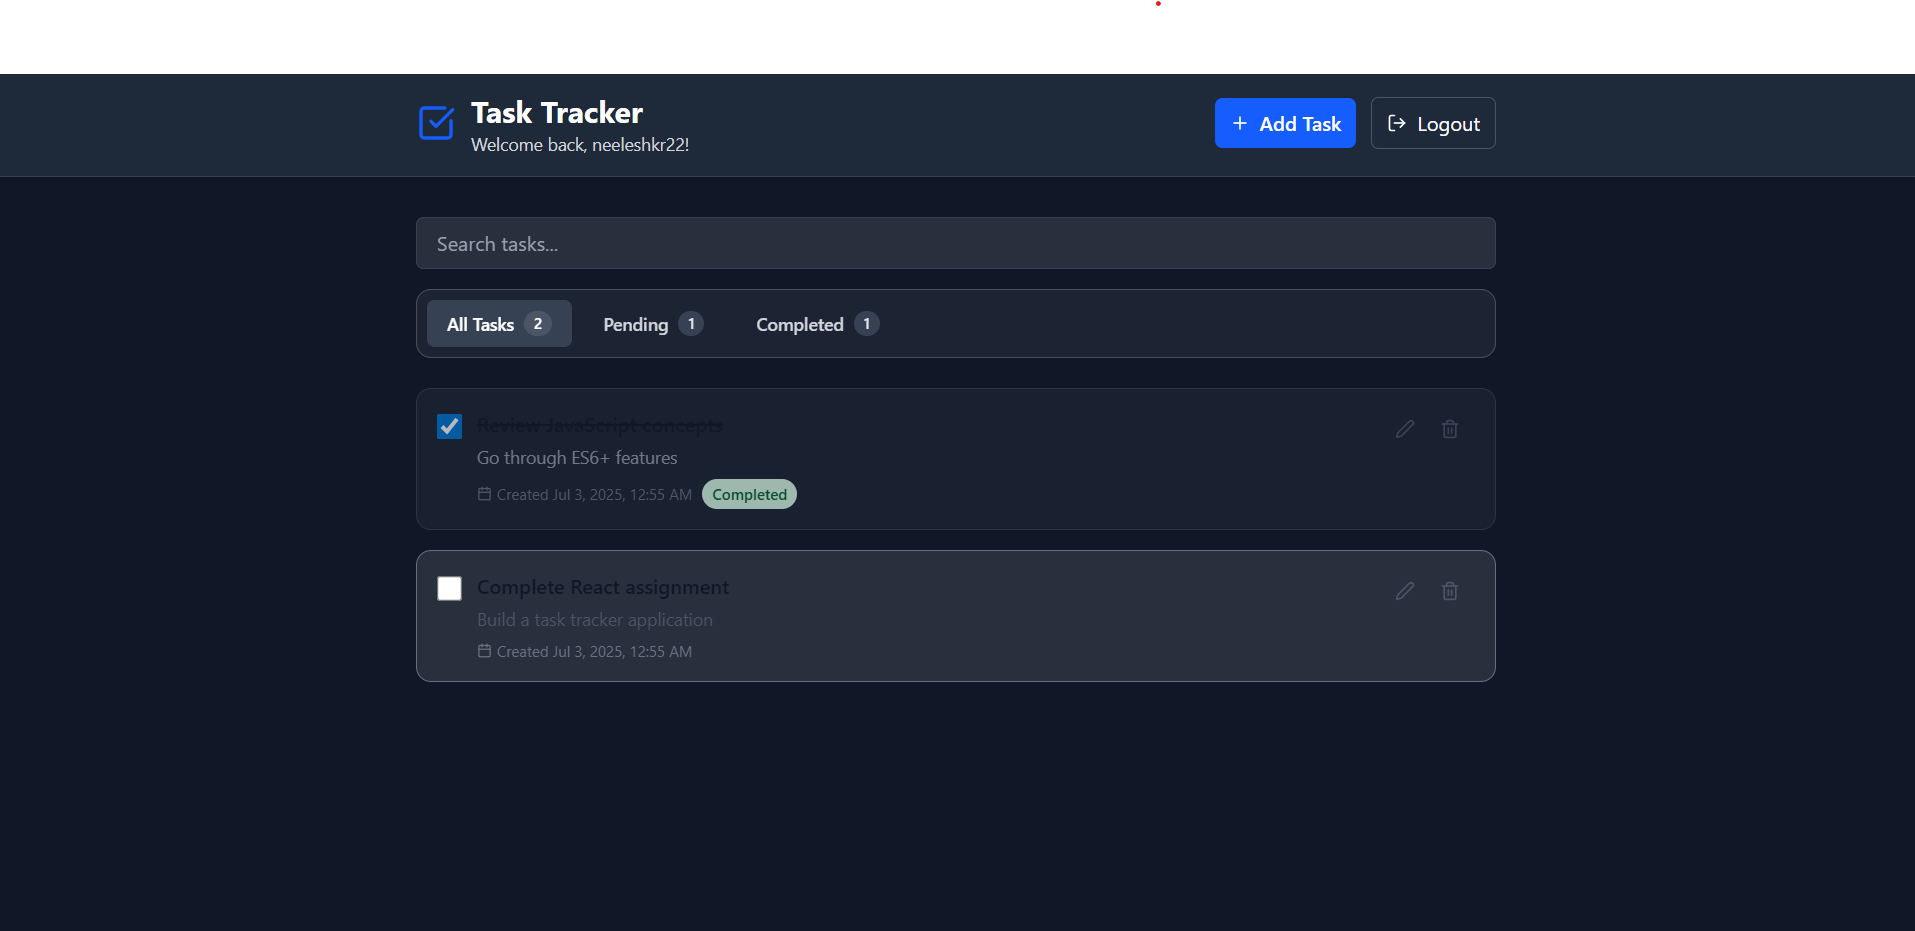 Task Tracker
Welcome back, neeleshkr22!
Add Task
Logout
Search tasks...
All Tasks 2
Pending 1
Completed 1
Review JavaScript concepts
Go through ES6+ features
Created Jul 3, 2025, 12:55 AM Completed
Complete React assignment
Build a task tracker application
Created Jul 3, 2025, 12:55 AM